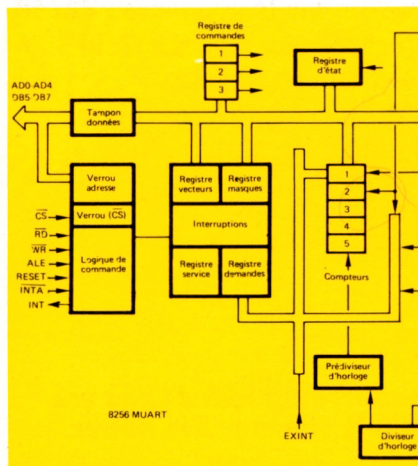 Registre de
commandes
1
2
3
Registre
d'état
AD0-AD4
DB5-DB7
Tampon
données
Verrou
adresse
Verrou (CS)
Logique de
commande
CS
RD
WR
ALE
RESET
INTA
INT
Registre
vecteurs
Registre
masques
Interruptions
Registre
service
Registre
demandes
1
2
3
4
5
Compteurs
Prédiviseur
d'horloge
8256 MUART
EXINT
Diviseur
d'horloge